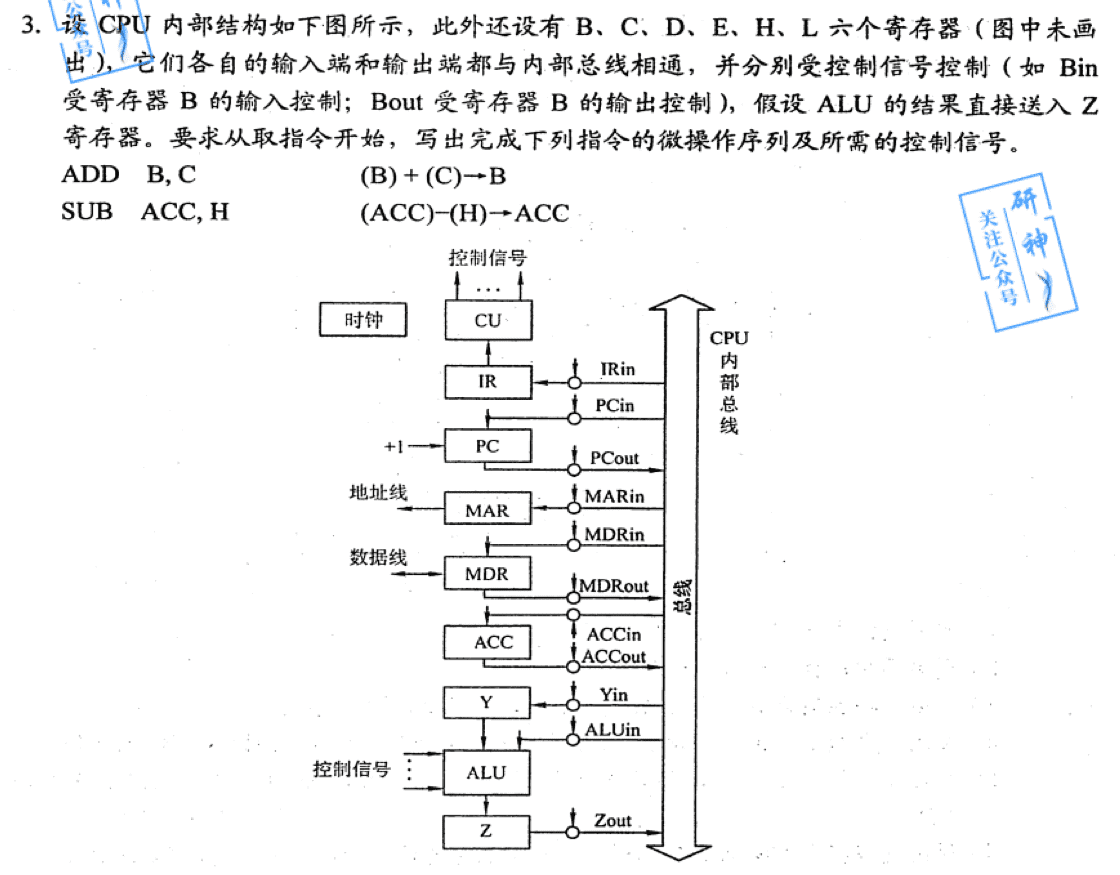 3. 设 CPU 内部结构如下图所示，此外还设有 B、C、D、E、H、L 六个寄存器（图中未画
出），它们各自的输入端和输出端都与内部总线相通，并分别受控制信号控制（如 Bin
受寄存器 B 的输入控制；Bout 受寄存器 B 的输出控制），假设 ALU 的结果直接送入 Z
寄存器。要求从取指令开始，写出完成下列指令的微操作序列及所需的控制信号。
ADD B, C (B) + (C)→B
SUB ACC, H (ACC)−(H)→ACC
公众号
关注公众号
研神
控制信号
...
时钟
CU
CPU内部总线
IR
IRin
PCin
+1
PC
PCout
地址线
MAR
MARin
MDRin
数据线
MDR
MDRout
总线
ACC
ACCin
ACCout
Y
Yin
ALUin
控制信号
ALU
Z
Zout